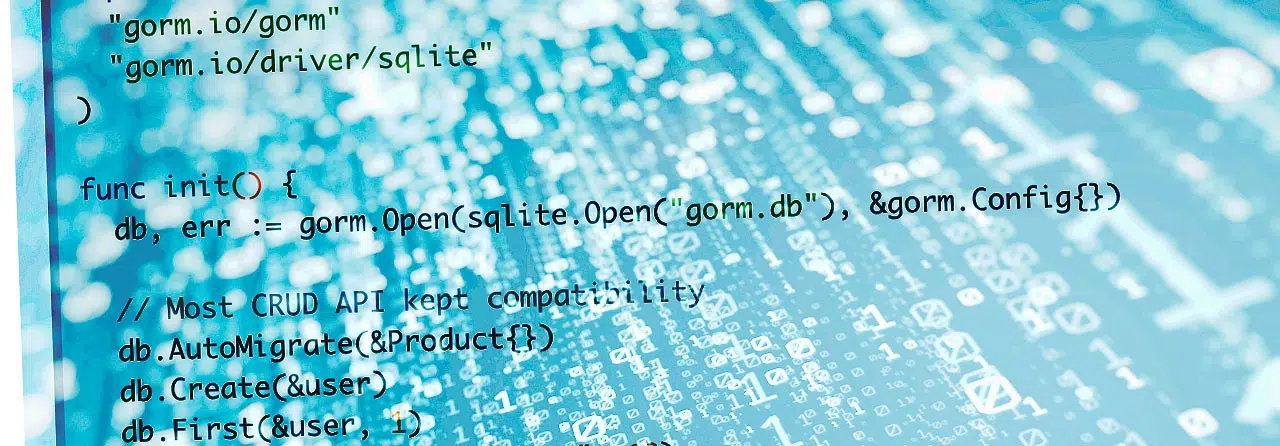 "gorm.io/gorm"
"gorm.io/driver/sqlite"
)
func init() {
db, err := gorm.Open(sqlite.Open("gorm.db"), &gorm.Config{})
// Most CRUD API kept compatibility
db.AutoMigrate(&Product{})
db.Create(&user)
db.First(&user, 1)